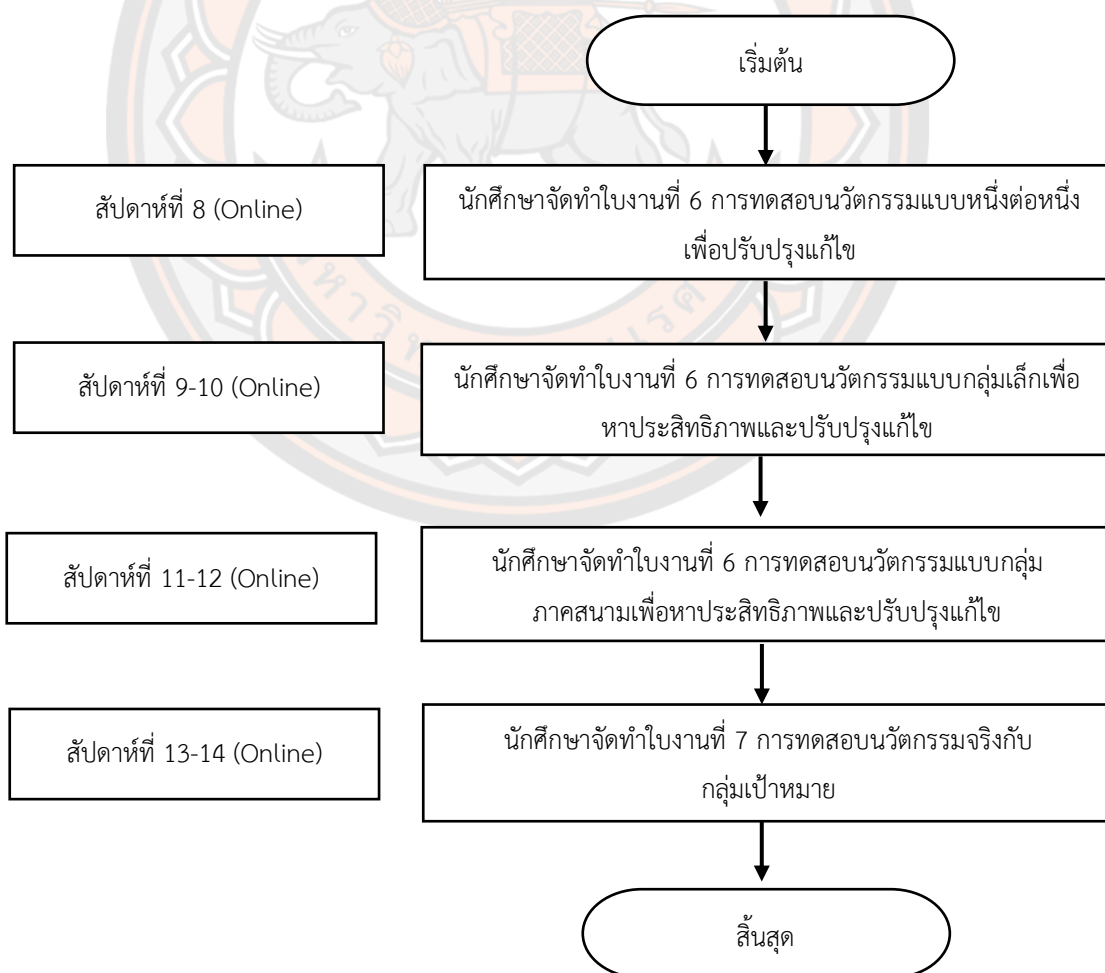 เริ่มต้น
สัปดาห์ที่ 8 (Online)
นักศึกษาจัดทำใบงานที่ 6 การทดสอบนวัตกรรมแบบหนึ่งต่อหนึ่ง
เพื่อปรับปรุงแก้ไข
สัปดาห์ที่ 9-10 (Online)
นักศึกษาจัดทำใบงานที่ 6 การทดสอบนวัตกรรมแบบกลุ่มเล็กเพื่อ
หาประสิทธิภาพและปรับปรุงแก้ไข
สัปดาห์ที่ 11-12 (Online)
นักศึกษาจัดทำใบงานที่ 6 การทดสอบนวัตกรรมแบบกลุ่ม
ภาคสนามเพื่อหาประสิทธิภาพและปรับปรุงแก้ไข
สัปดาห์ที่ 13-14 (Online)
นักศึกษาจัดทำใบงานที่ 7 การทดสอบนวัตกรรมจริงกับ
กลุ่มเป้าหมาย
สิ้นสุด